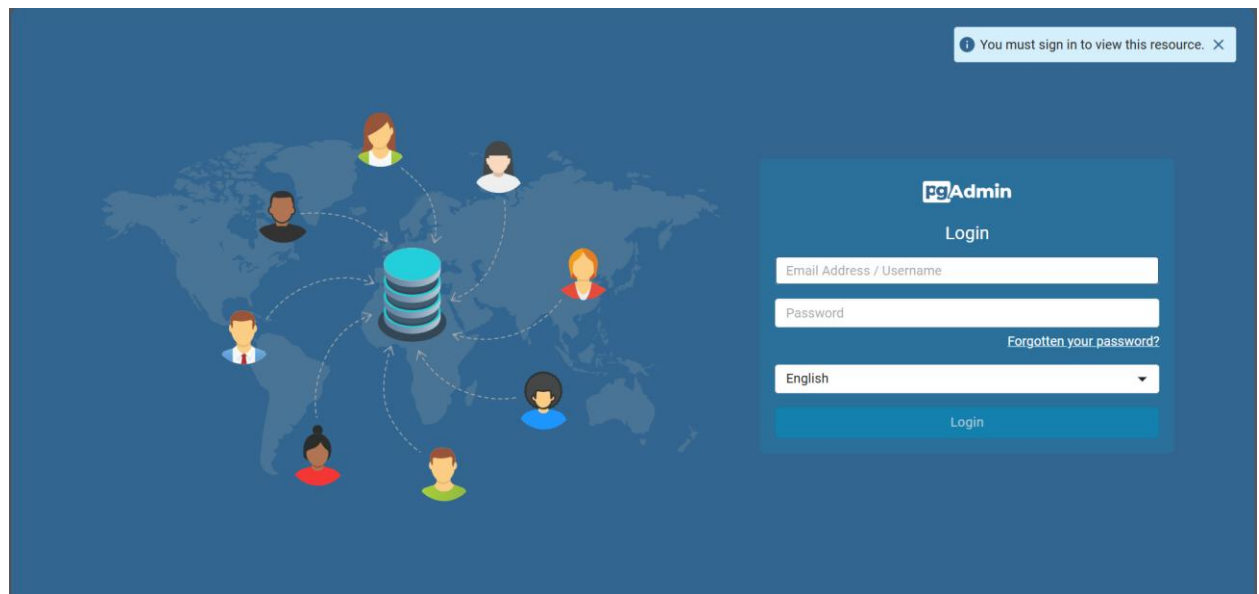 You must sign in to view this resource.
pgAdmin
Login
Email Address / Username
Password
Forgotten your password?
English
Login